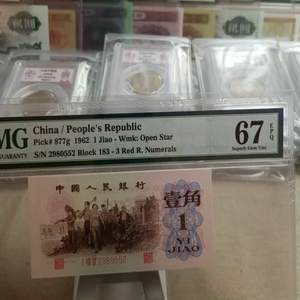 MG
GUARANTY
China / People's Republic
Pick# 877g 1962 1 Jiao - Wmk: Open Star
S/N 2980552 Block 183 - 3 Red R. Numerals
67 EPQ
Superb Gem Unc
中國人民銀行
壹角
1
YI
JIAO
2980552